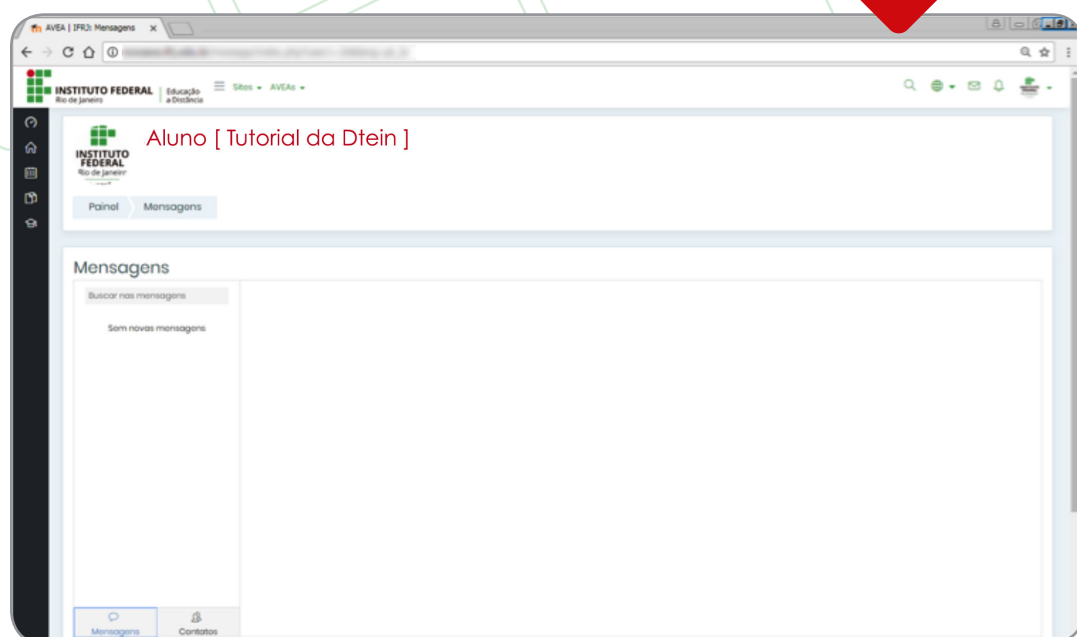 AVEA | IFRJ: Mensagens
INSTITUTO FEDERAL
Rio de Janeiro
Educação
a Distância
Sites
AVEAs
INSTITUTO
FEDERAL
Rio de Janeiro
Aluno [ Tutorial da Dtein ]
Painel
Mensagens
Mensagens
Buscar nas mensagens
Sem novas mensagens
Mensagens
Contatos